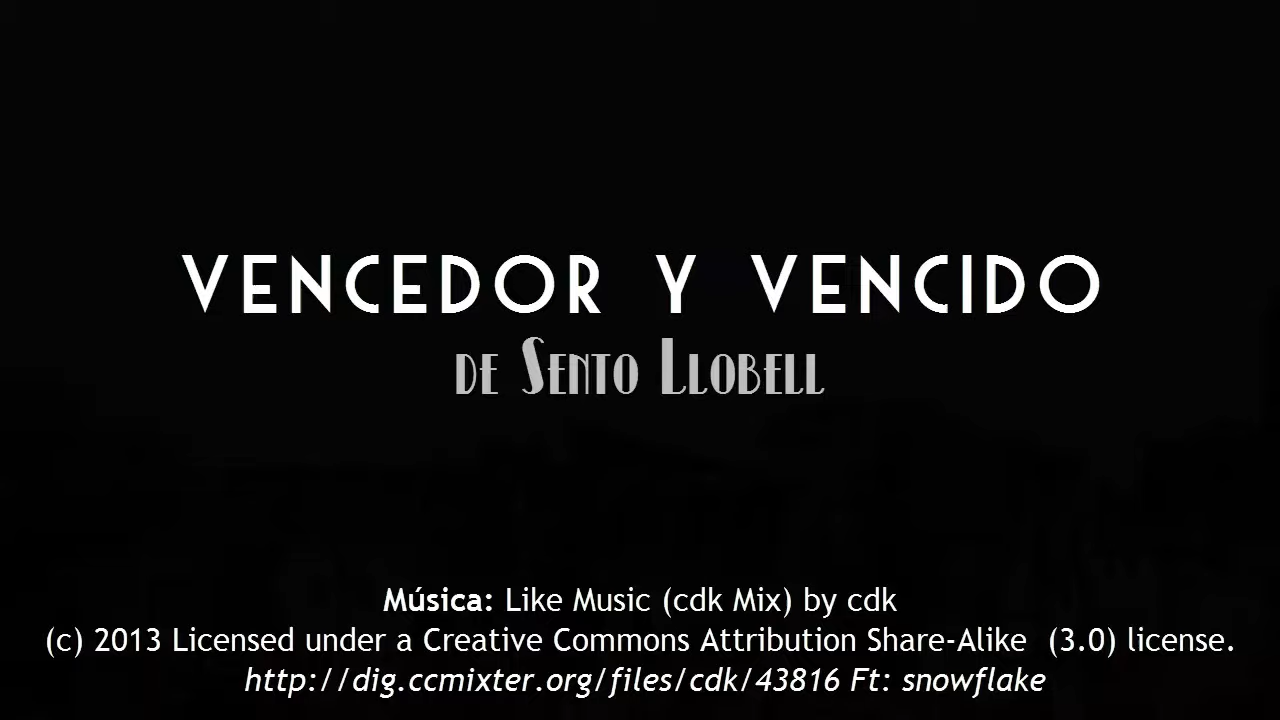 VENCEDOR Y VENCIDO
DE SENTO LLOBELL
Música: Like Music (cdk Mix) by cdk
(c) 2013 Licensed under a Creative Commons Attribution Share-Alike (3.0) license.
http://dig.ccmixter.org/files/cdk/43816 Ft: snowflake